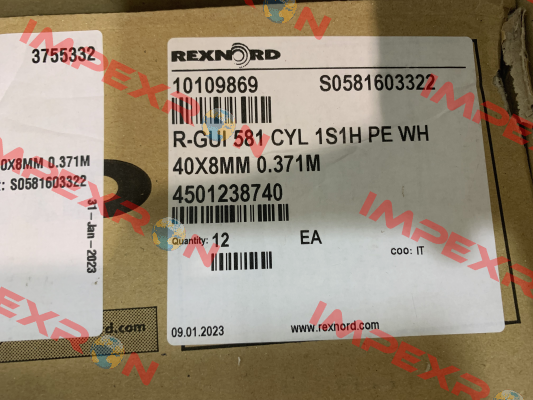 3755332
0X8MM 0.371M
: S0581603322
31-Jan-2023
d.com
REXNORD
10109869 S0581603322
R-GUI 581 CYL 1S1H PE WH
40X8MM 0.371M
4501238740
Quantity: 12 EA COO: IT
09.01.2023 www.rexnord.com
IMPEXRON
IMPEXRON
IMPEXRON
IMPEXRON